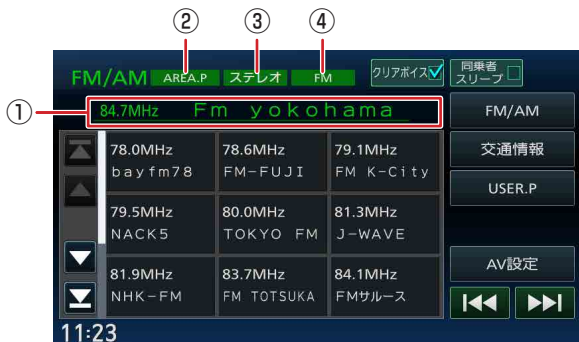 ② ③ ④
FM/AM AREA.P ステレオ FM クリアボイス 同乗者
スリープ
① 84.7MHz Fm yokohama FM/AM
78.0MHz 78.6MHz 79.1MHz 交通情報
bayfm78 FM-FUJI FM K-City
USER.P
79.5MHz 80.0MHz 81.3MHz
NACK5 TOKYO FM J-WAVE
AV設定
81.9MHz 83.7MHz 84.1MHz
NHK-FM FM TOTSUKA FMサルース
11:23